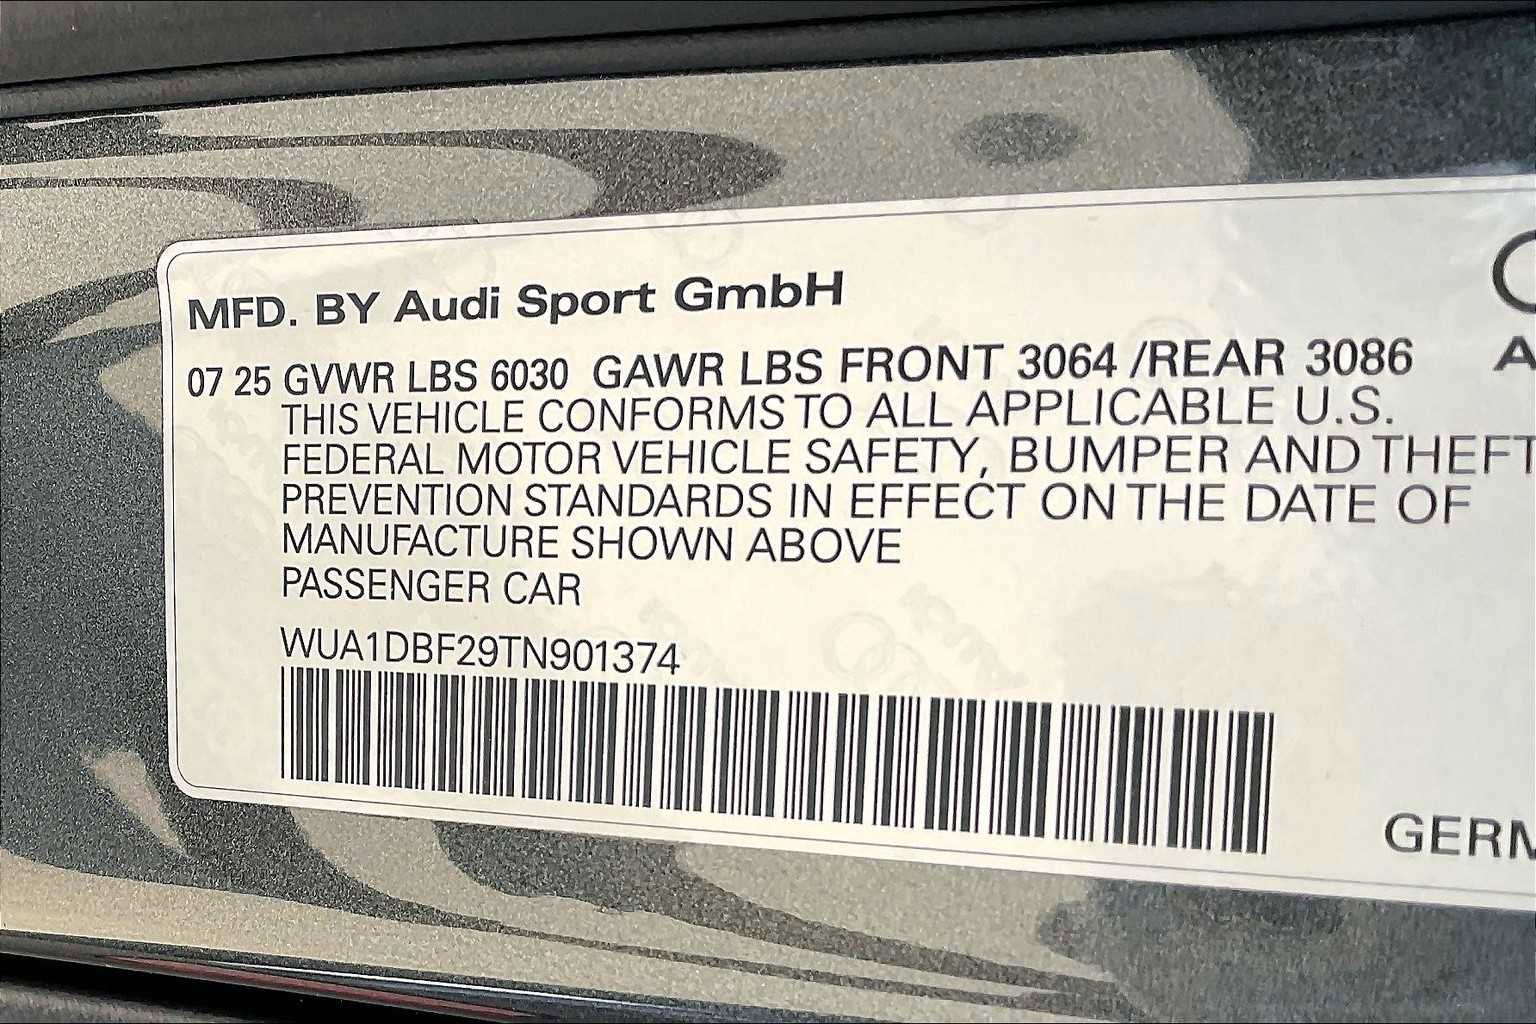 MFD. BY Audi Sport GmbH
07 25 GVWR LBS 6030 GAWR LBS FRONT 3064 /REAR 3086
THIS VEHICLE CONFORMS TO ALL APPLICABLE U.S.
FEDERAL MOTOR VEHICLE SAFETY, BUMPER AND THEFT
PREVENTION STANDARDS IN EFFECT ON THE DATE OF
MANUFACTURE SHOWN ABOVE
PASSENGER CAR
WUA1DBF29TN901374
GERM